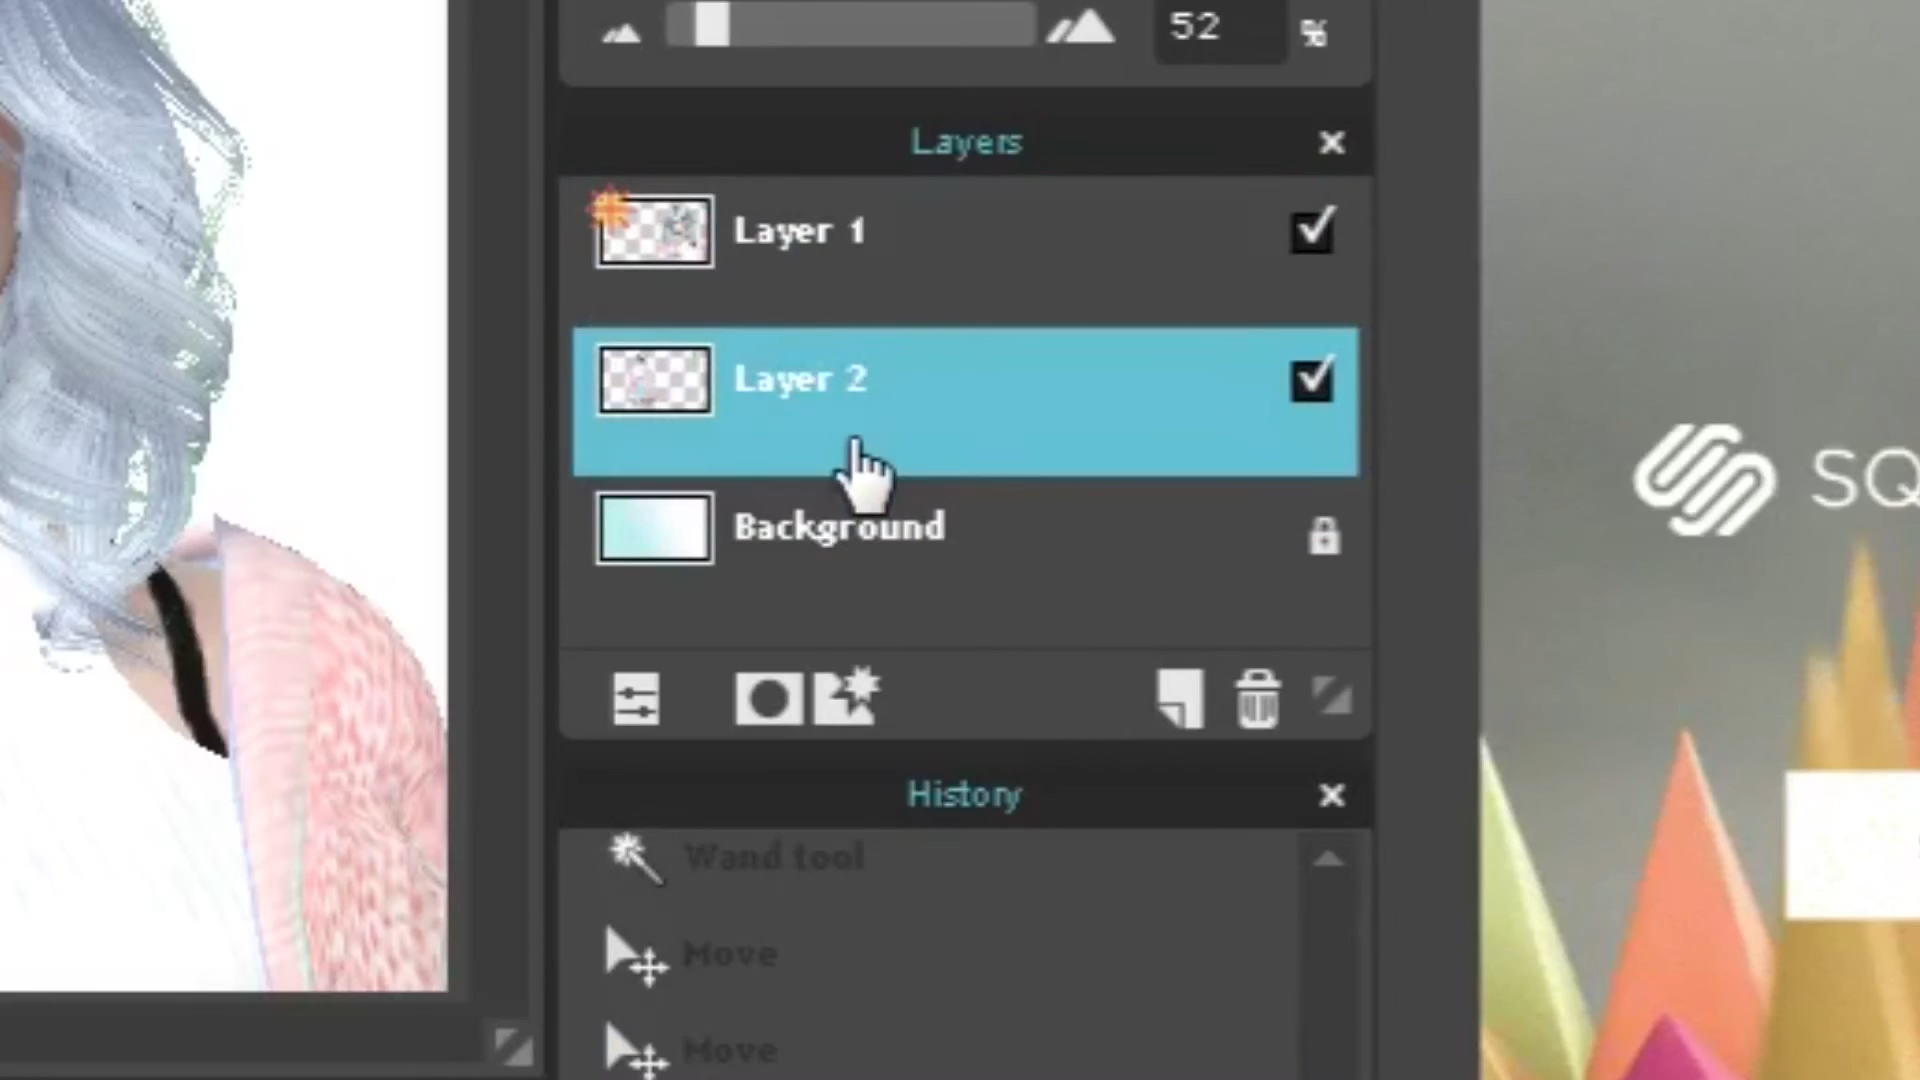 52 %
Layers
Layer 1
Layer 2
Background
SQ
History
Wand tool
Move
Move